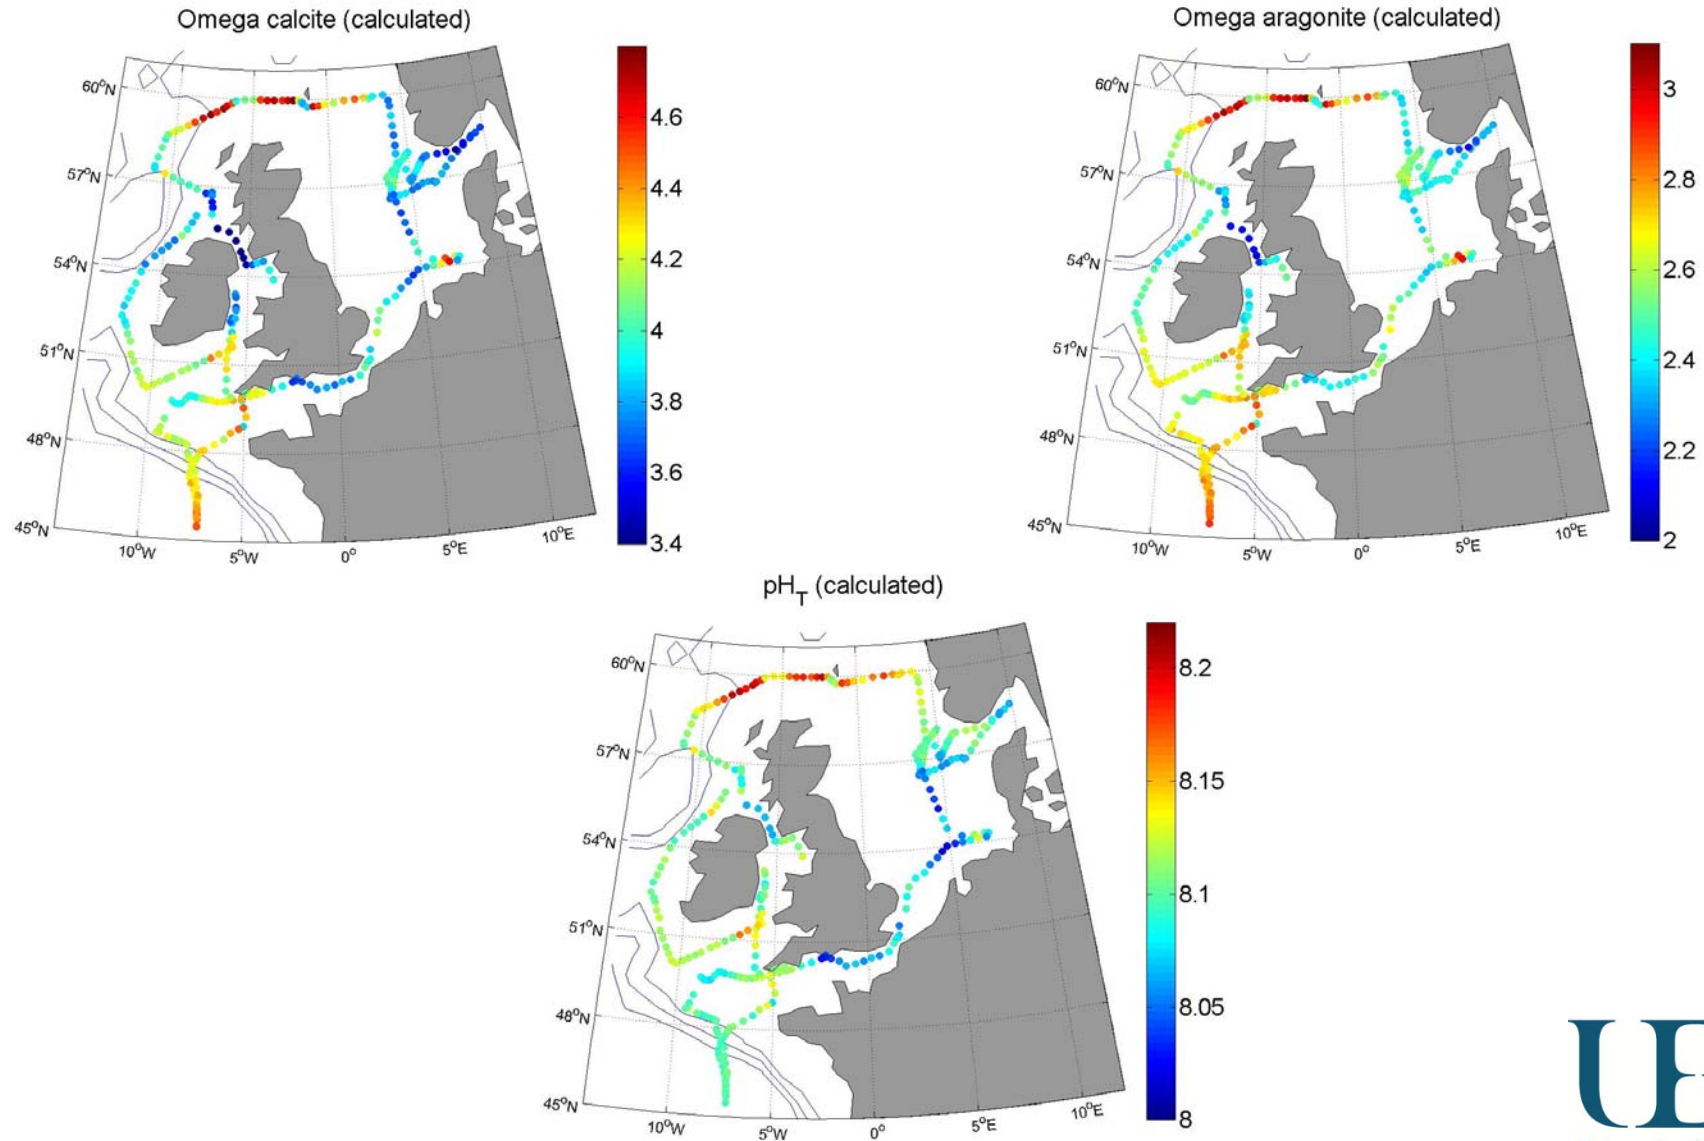 Omega calcite (calculated)
60°N
57°N
54°N
51°N
48°N
45°N
10°W
5°W
0°
5°E
10°E
4.6
4.4
4.2
4
3.8
3.6
3.4
Omega aragonite (calculated)
60°N
57°N
54°N
51°N
48°N
45°N
10°W
5°W
0°
5°E
10°E
3
2.8
2.6
2.4
2.2
2
pH_T (calculated)
60°N
57°N
54°N
51°N
48°N
45°N
10°W
5°W
0°
5°E
10°E
8.2
8.15
8.1
8.05
8